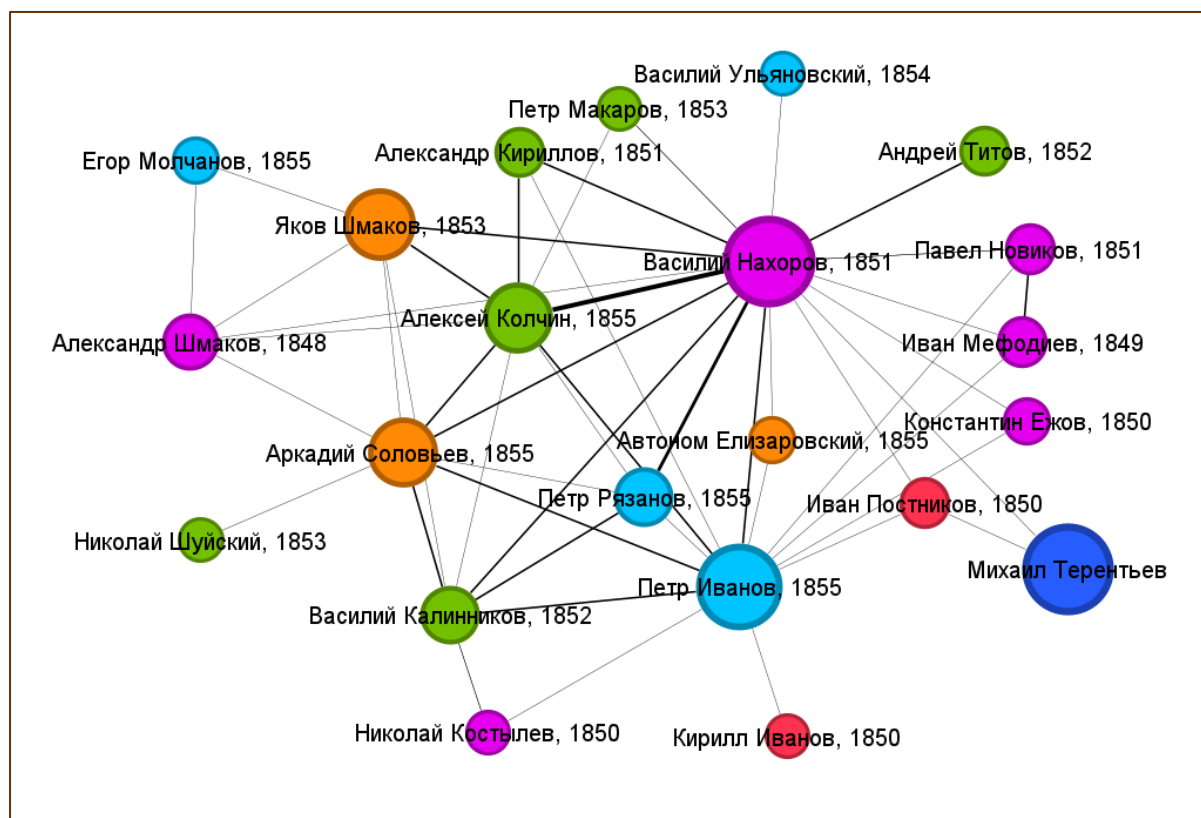 Василий Ульяновский, 1854
Петр Макаров, 1853
Александр Кириллов, 1851
Андрей Титов, 1852
Егор Молчанов, 1855
Яков Шмаков, 1853
Павел Новиков, 1851
Василий Нахоров, 1851
Алексей Колчин, 1855
Александр Шмаков, 1848
Иван Мефодиев, 1849
Константин Ежов, 1850
Автоном Елизаровский, 1855
Аркадий Соловьев, 1855
Петр Рязанов, 1855
Иван Постников, 1850
Николай Шуйский, 1853
Михаил Терентьев
Петр Иванов, 1855
Василий Калинников, 1852
Николай Костылев, 1850
Кирилл Иванов, 1850